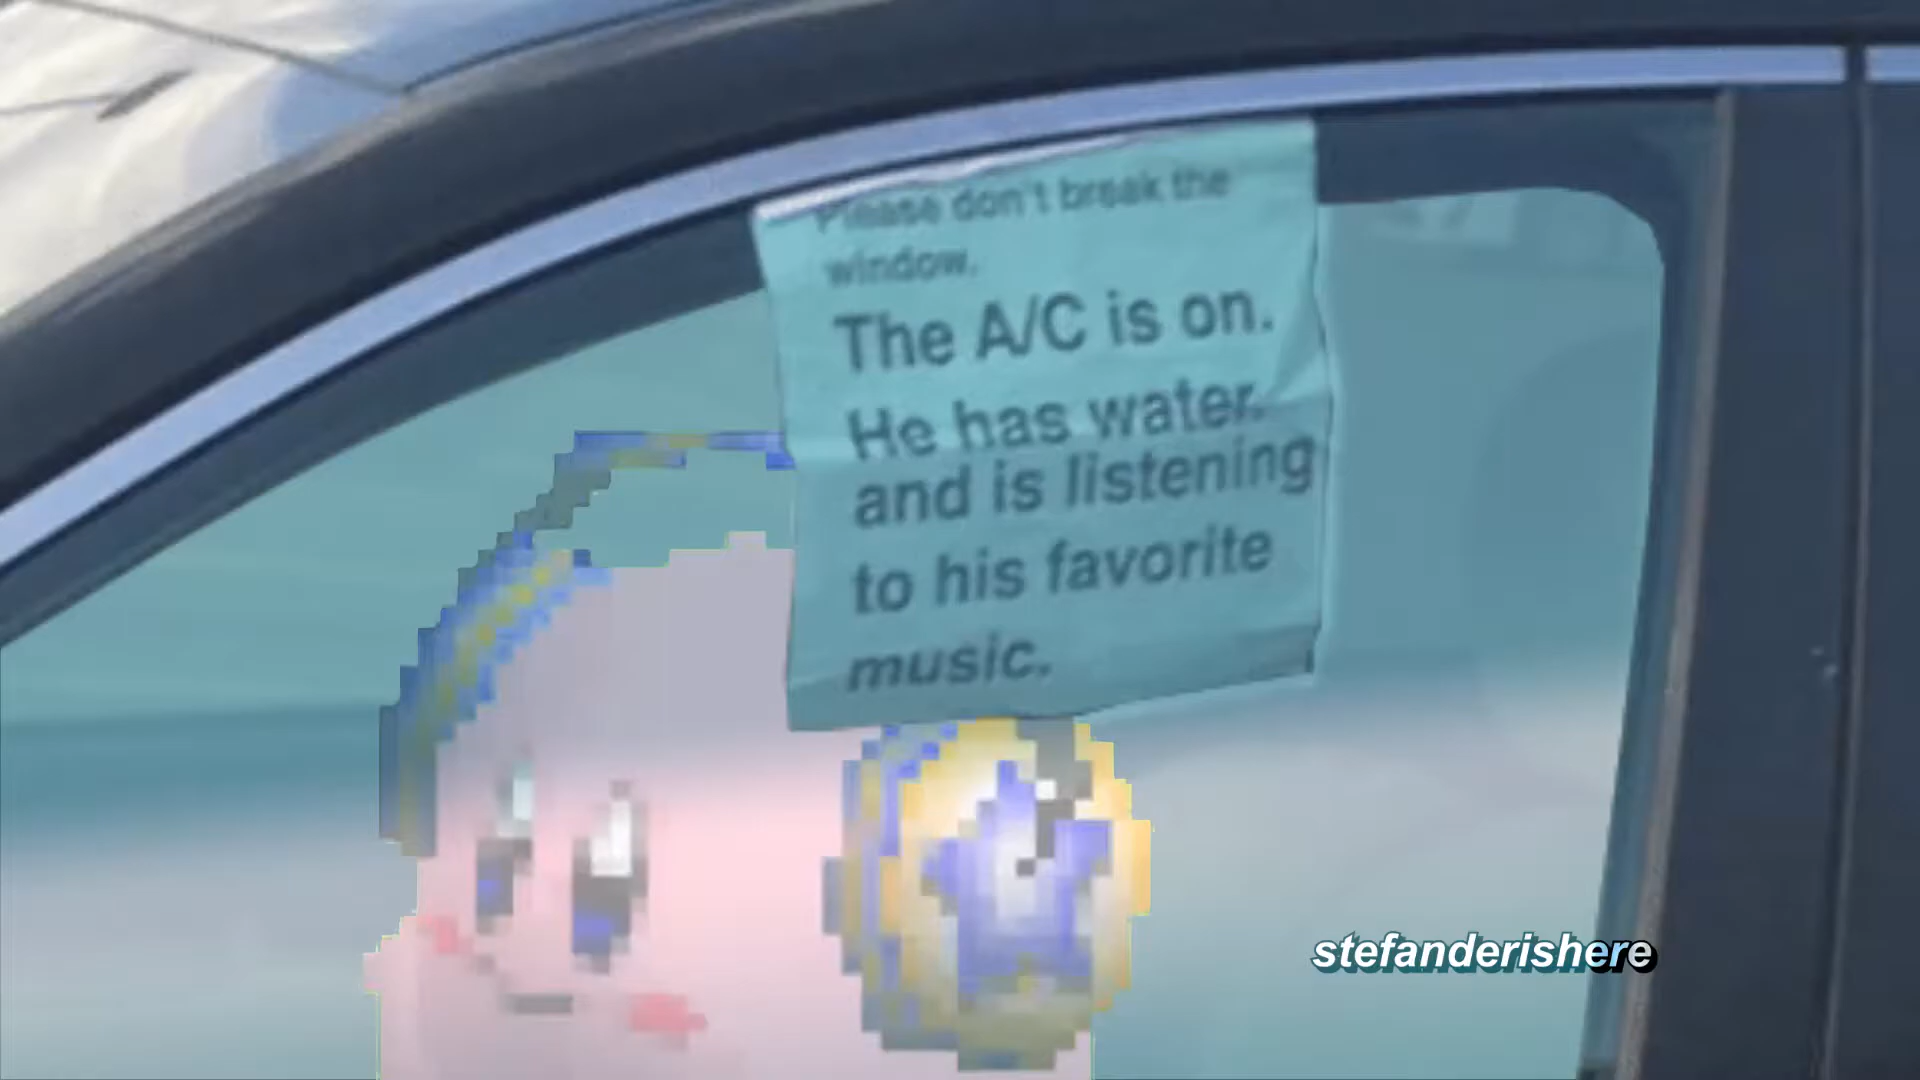 Please don't break the
window.
The A/C is on.
He has water.
and is listening
to his favorite
music.
stefanderishere